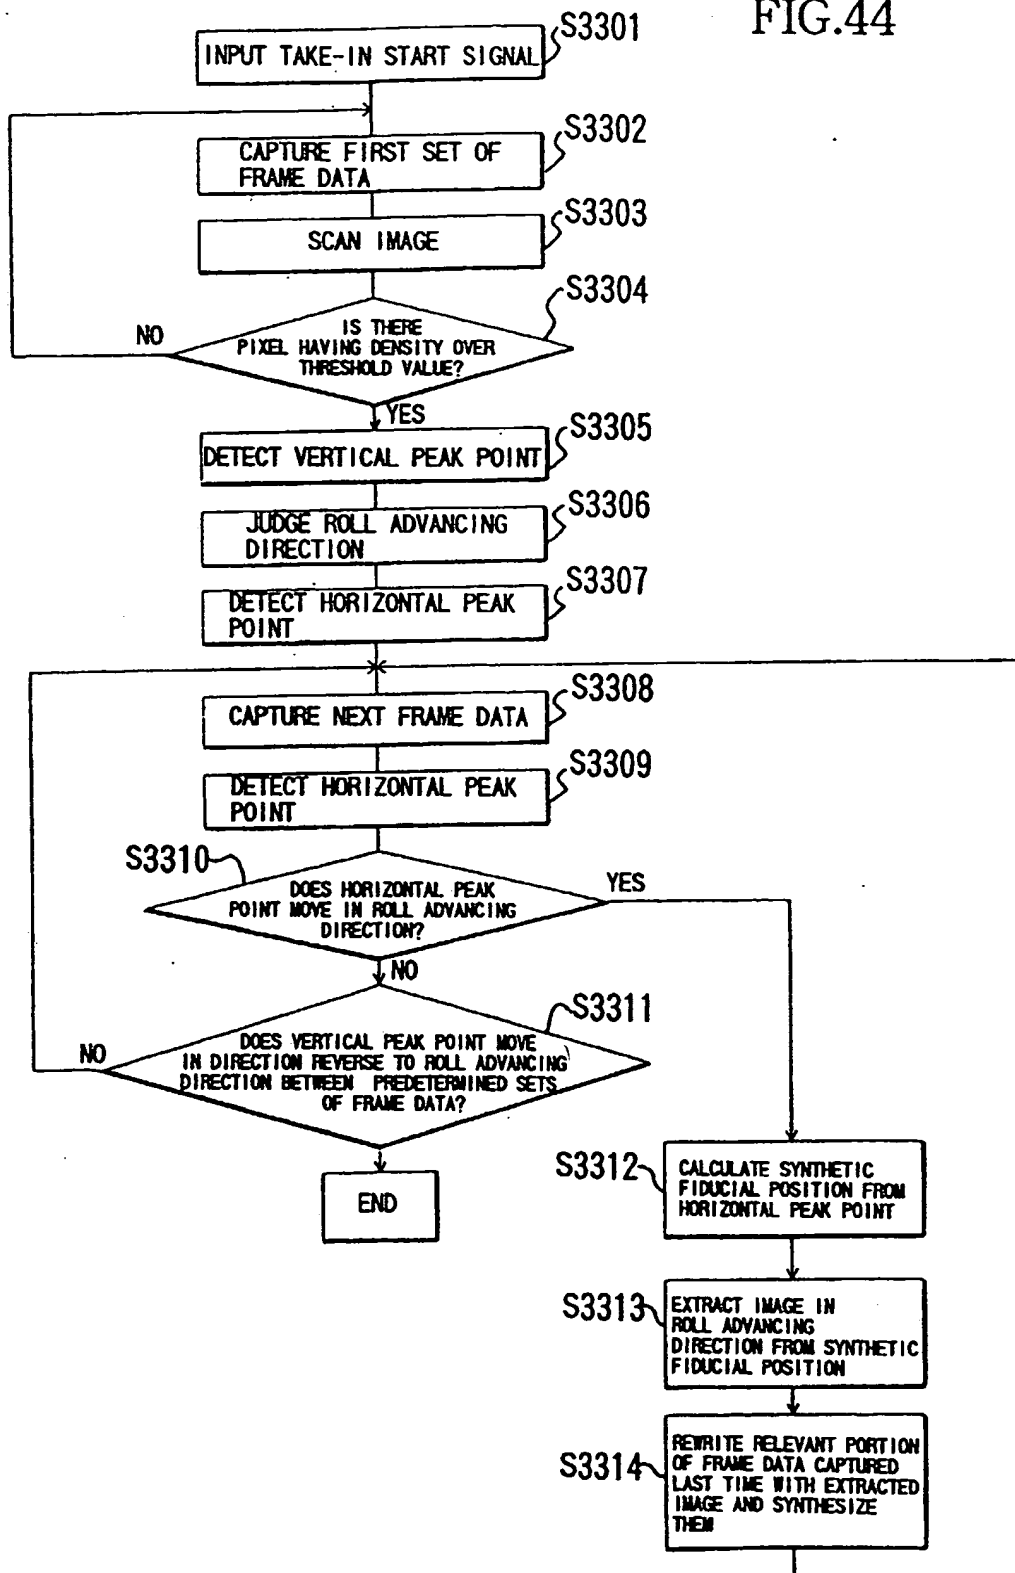 FIG.44
S3301
INPUT TAKE-IN START SIGNAL
S3302
CAPTURE FIRST SET OF
FRAME DATA
S3303
SCAN IMAGE
S3304
IS THERE
PIXEL HAVING DENSITY OVER
THRESHOLD VALUE?
NO
YES
S3305
DETECT VERTICAL PEAK POINT
S3306
JUDGE ROLL ADVANCING
DIRECTION
S3307
DETECT HORIZONTAL PEAK
POINT
S3308
CAPTURE NEXT FRAME DATA
S3309
DETECT HORIZONTAL PEAK
POINT
S3310
DOES HORIZONTAL PEAK
POINT MOVE IN ROLL ADVANCING
DIRECTION?
YES
NO
S3311
DOES VERTICAL PEAK POINT MOVE
IN DIRECTION REVERSE TO ROLL ADVANCING
DIRECTION BETWEEN PREDETERMINED SETS
OF FRAME DATA?
NO
END
S3312
CALCULATE SYNTHETIC
FIDUCIAL POSITION FROM
HORIZONTAL PEAK POINT
S3313
EXTRACT IMAGE IN
ROLL ADVANCING
DIRECTION FROM SYNTHETIC
FIDUCIAL POSITION
S3314
REWRITE RELEVANT PORTION
OF FRAME DATA CAPTURED
LAST TIME WITH EXTRACTED
IMAGE AND SYNTHESIZE
THEM